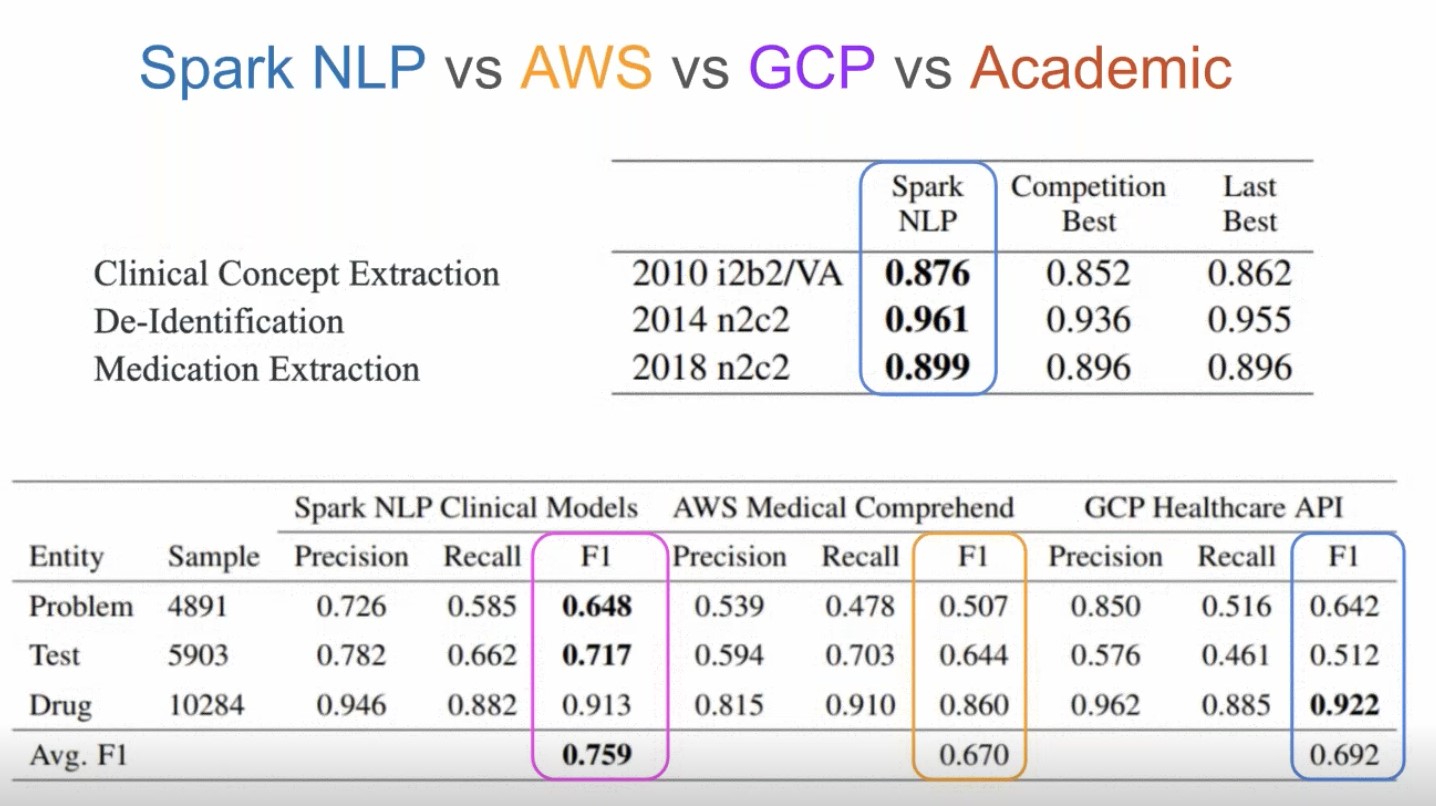 Spark NLP vs AWS vs GCP vs Academic
Spark NLP Competition Best Last Best
Clinical Concept Extraction 2010 i2b2/VA 0.876 0.852 0.862
De-Identification 2014 n2c2 0.961 0.936 0.955
Medication Extraction 2018 n2c2 0.899 0.896 0.896
Spark NLP Clinical Models AWS Medical Comprehend GCP Healthcare API
Entity Sample Precision Recall F1 Precision Recall F1 Precision Recall F1
Problem 4891 0.726 0.585 0.648 0.539 0.478 0.507 0.850 0.516 0.642
Test 5903 0.782 0.662 0.717 0.594 0.703 0.644 0.576 0.461 0.512
Drug 10284 0.946 0.882 0.913 0.815 0.910 0.860 0.962 0.885 0.922
Avg. F1 0.759 0.670 0.692